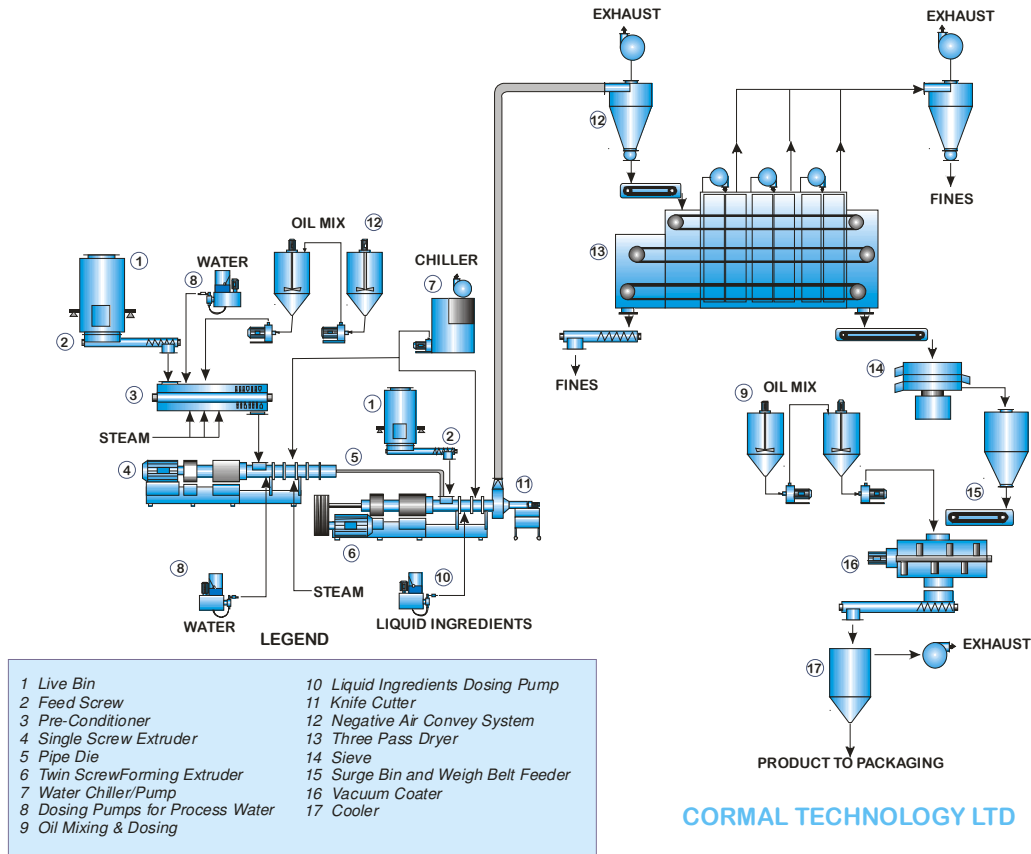 EXHAUST
EXHAUST
12
FINES
OIL MIX
12
1
WATER
CHILLER
8
7
13
2
FINES
14
9
OIL MIX
3
1
STEAM
2
4
5
11
15
6
16
8
10
STEAM
WATER
LIQUID INGREDIENTS
LEGEND
EXHAUST
17
1 Live Bin
2 Feed Screw
3 Pre-Conditioner
4 Single Screw Extruder
5 Pipe Die
6 Twin ScrewForming Extruder
7 Water Chiller/Pump
8 Dosing Pumps for Process Water
9 Oil Mixing & Dosing
10 Liquid Ingredients Dosing Pump
11 Knife Cutter
12 Negative Air Convey System
13 Three Pass Dryer
14 Sieve
15 Surge Bin and Weigh Belt Feeder
16 Vacuum Coater
17 Cooler
PRODUCT TO PACKAGING
CORMAL TECHNOLOGY LTD